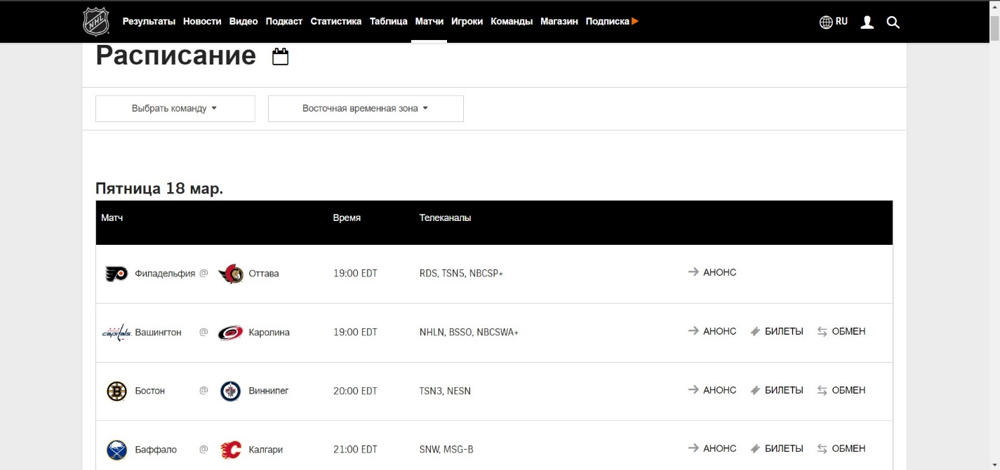 NHL Результаты Новости Видео Подкаст Статистика Таблица Матчи Игроки Команды Магазин Подписка RU
Расписание
Выбрать команду Восточная временная зона
Пятница 18 мар.
Матч Время Телеканалы
Филадельфия @ Оттава 19:00 EDT RDS, TSN5, NBCSP+ АНОНС
capitals Вашингтон @ Каролина 19:00 EDT NHLN, BSSO, NBCSWA+ АНОНС БИЛЕТЫ ОБМЕН
B Бостон @ Виннипег 20:00 EDT TSN3, NESN АНОНС БИЛЕТЫ ОБМЕН
Баффало @ C Калгари 21:00 EDT SNW, MSG-B АНОНС БИЛЕТЫ ОБМЕН